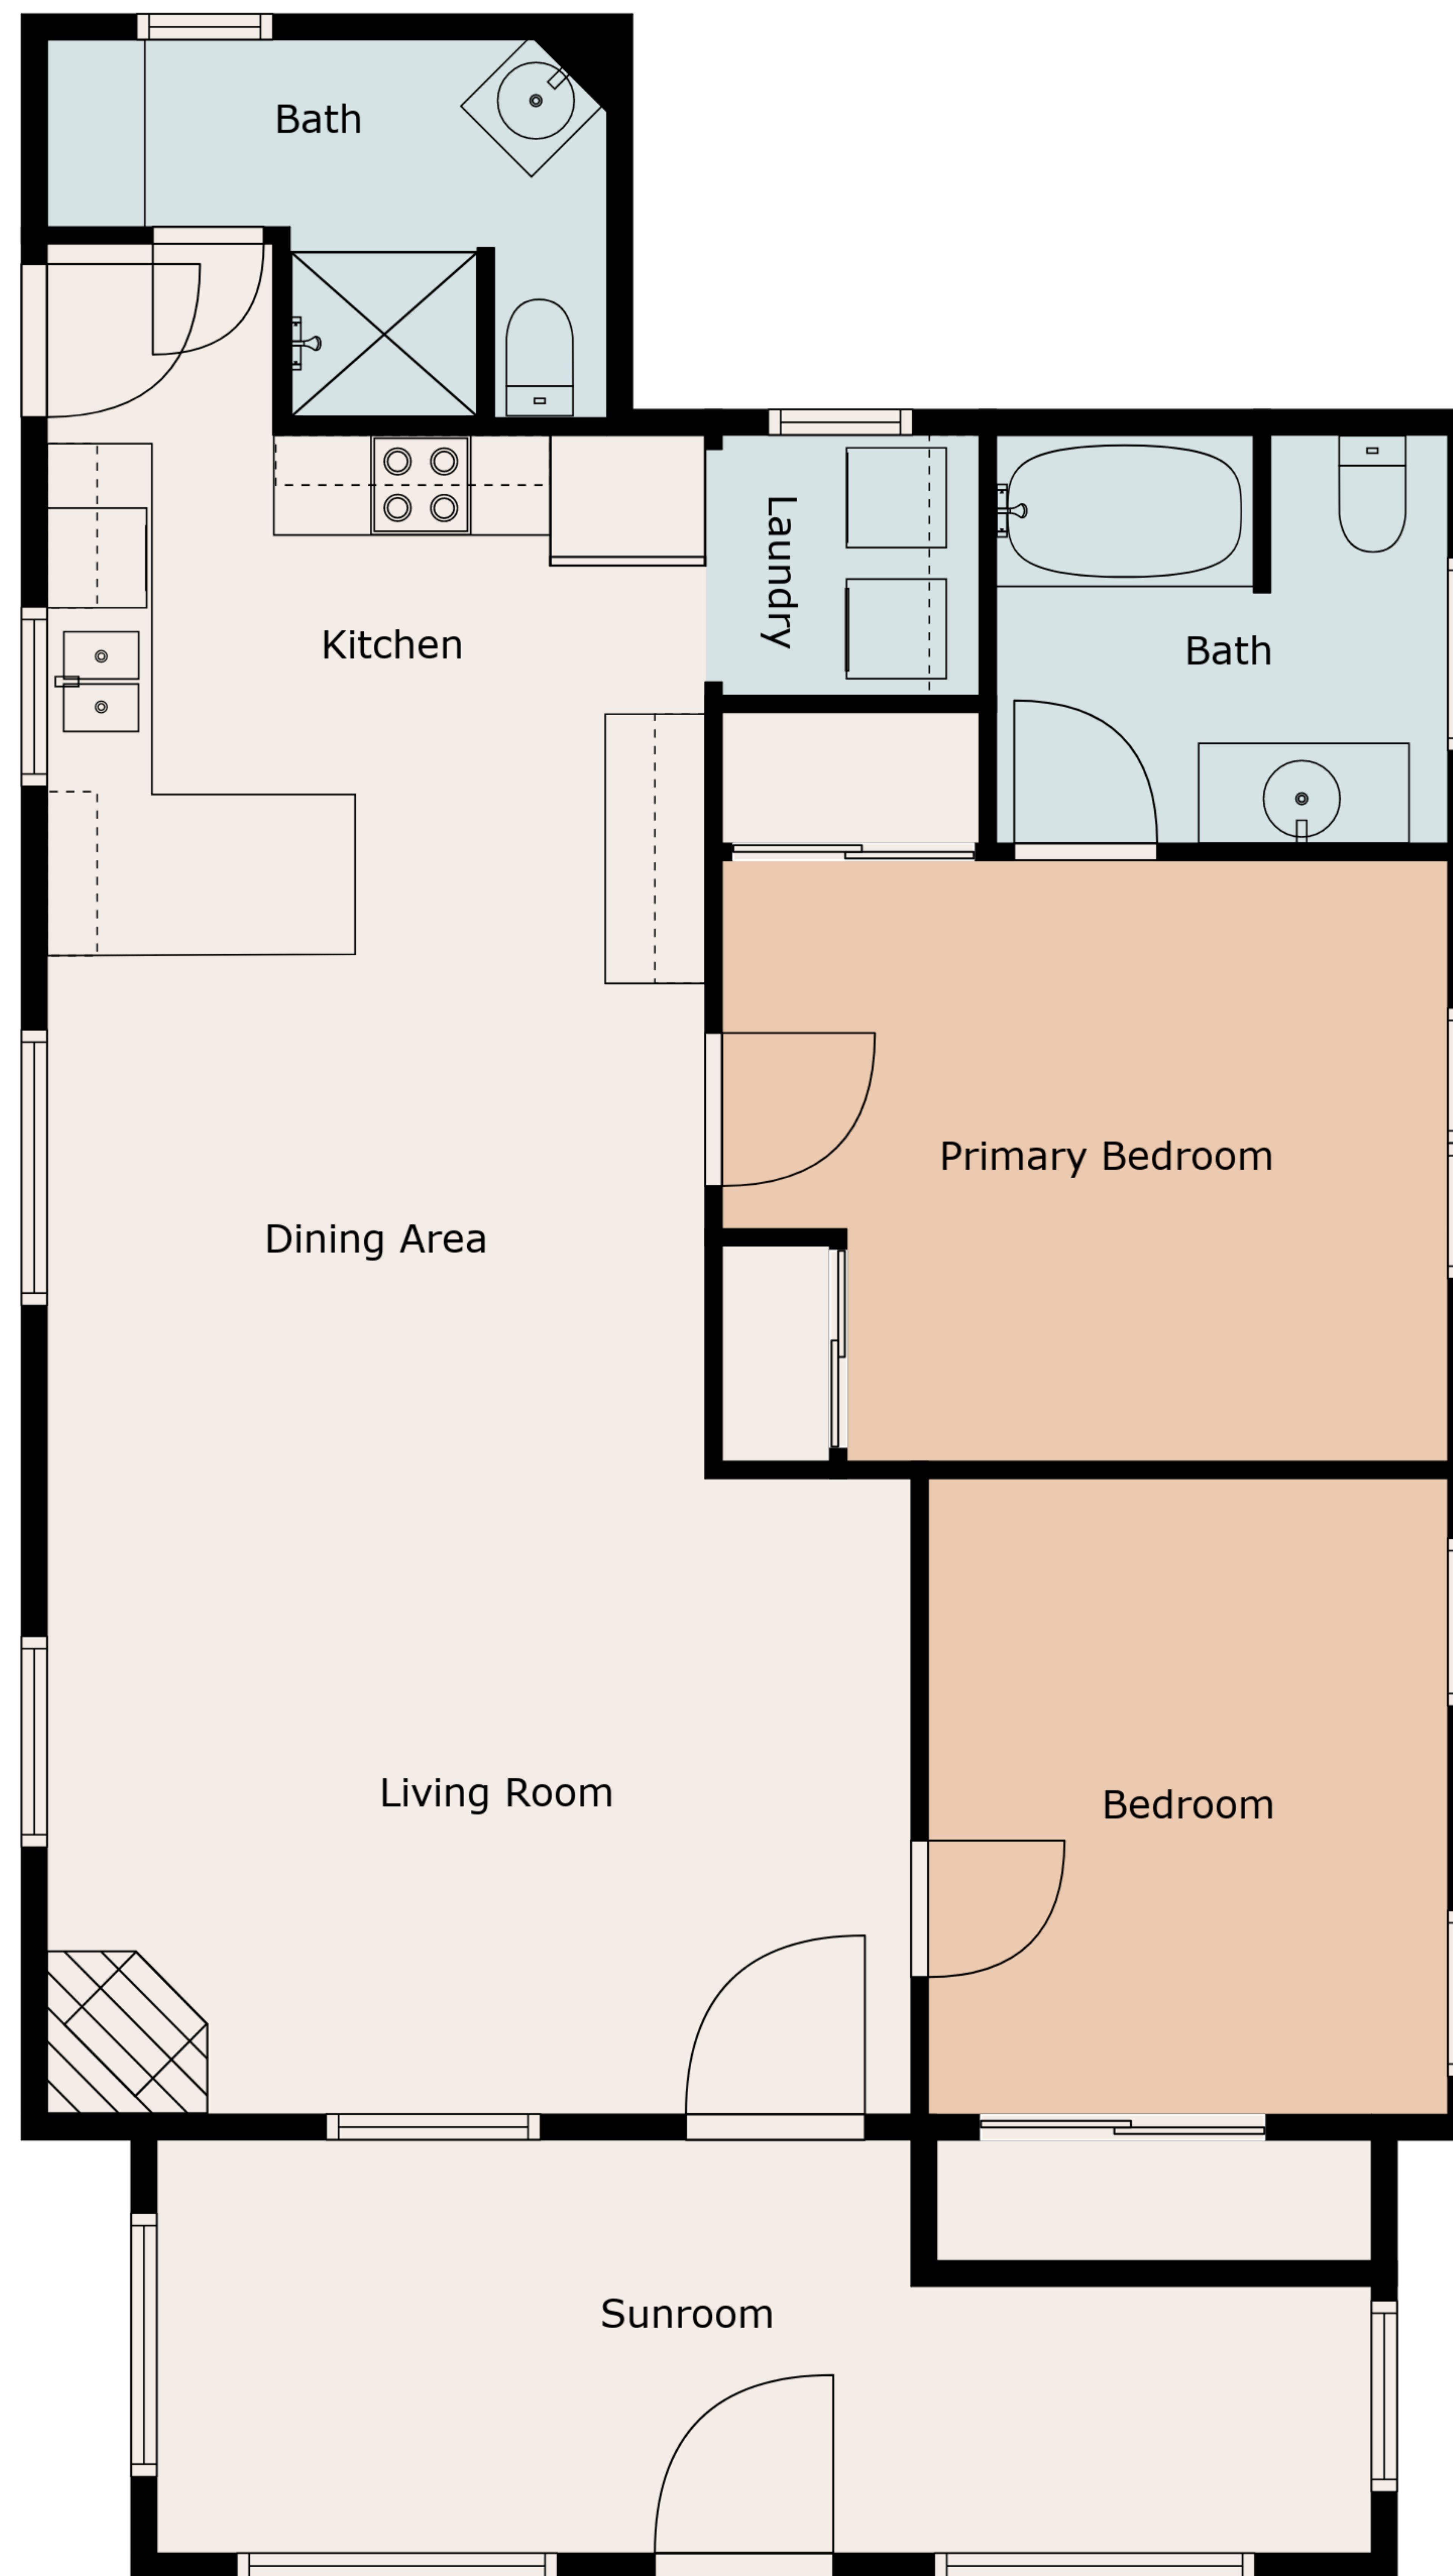 Bath
Laundry
Kitchen
Bath
Primary Bedroom
Dining Area
Living Room
Bedroom
Sunroom